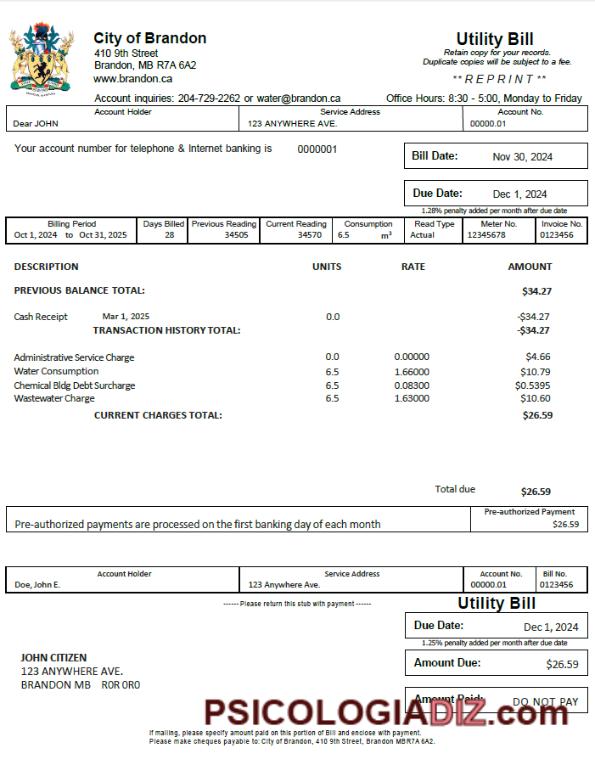 City of Brandon
410 9th Street
Brandon, MB R7A 6A2
www.brandon.ca
Utility Bill
Retain copy for your records.
Duplicate copies will be subject to a fee.
**REPRINT**
Account inquiries: 204-729-2262 or water@brandon.ca Office Hours: 8:30 - 5:00, Monday to Friday
Account Holder Service Address Account No.
Dear JOHN 123 ANYWHERE AVE. 00000.01
Your account number for telephone & Internet banking is 0000001
Bill Date: Nov 30, 2024
Due Date: Dec 1, 2024
1.28% penalty added per month after due date
Billing Period Days Billed Previous Reading Current Reading Consumption Read Type Meter No. Invoice No.
Oct 1, 2024 to Oct 31, 2025 28 34505 34570 6.5 m³ Actual 12345678 0123456
DESCRIPTION UNITS RATE AMOUNT
PREVIOUS BALANCE TOTAL: $34.27
Cash Receipt Mar 1, 2025 0.0 -$34.27
TRANSACTION HISTORY TOTAL: -$34.27
Administrative Service Charge 0.0 0.00000 $4.66
Water Consumption 6.5 1.66000 $10.79
Chemical Bldg Debt Surcharge 6.5 0.08300 $0.5395
Wastewater Charge 6.5 1.63000 $10.60
CURRENT CHARGES TOTAL: $26.59
Total due $26.59
Pre-authorized Payment
Pre-authorized payments are processed on the first banking day of each month $26.59
Account Holder Service Address Account No. Bill No.
Doe, John E. 123 Anywhere Ave. 00000.01 0123456
------ Please return this stub with payment ------
Utility Bill
Due Date: Dec 1, 2024
1.25% penalty added per month after due date
Amount Due: $26.59
JOHN CITIZEN
123 ANYWHERE AVE.
BRANDON MB R0R 0R0
Amount Paid: DO NOT PAY
PSICOLOGIADIZ.com
If mailing, please specify amount paid on this portion of Bill and enclose with payment.
Please make cheques payable to: City of Brandon, 410 9th Street, Brandon MBR7A 6A2.